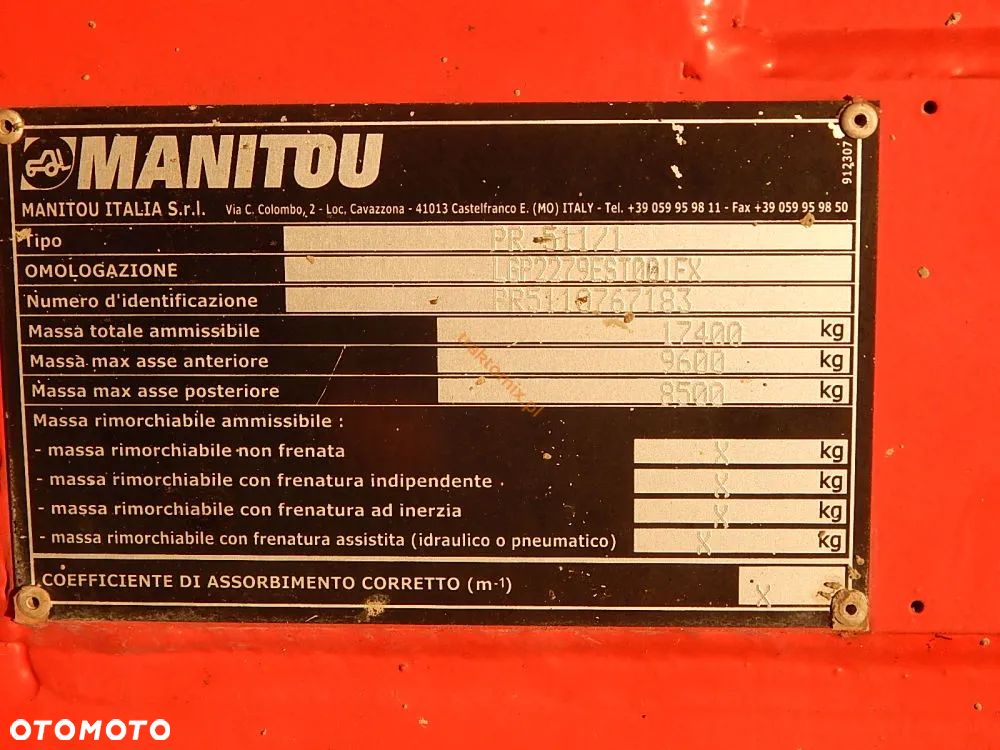 MANITOU
912307
MANITOU ITALIA S.r.l. Via C. Colombo, 2 - Loc. Cavazzona - 41013 Castelfranco E. (MO) ITALY - Tel. +39 059 95 98 11 - Fax +39 059 95 98 50
Tipo PR 511/1
OMOLOGAZIONE LGP2279EST001EX
Numero d'identificazione
Massa totale ammissibile 17400 kg
Massa max asse anteriore 9600 kg
Massa max asse posteriore 8500 kg
traktormix.pl
Massa rimorchiabile ammissibile :
- massa rimorchiabile non frenata X kg
- massa rimorchiabile con frenatura indipendente X kg
- massa rimorchiabile con frenatura ad inerzia X kg
- massa rimorchiabile con frenatura assistita (idraulico o pneumatico) X kg
COEFFICIENTE DI ASSORBIMENTO CORRETTO (m-1) X
OTOMOTO